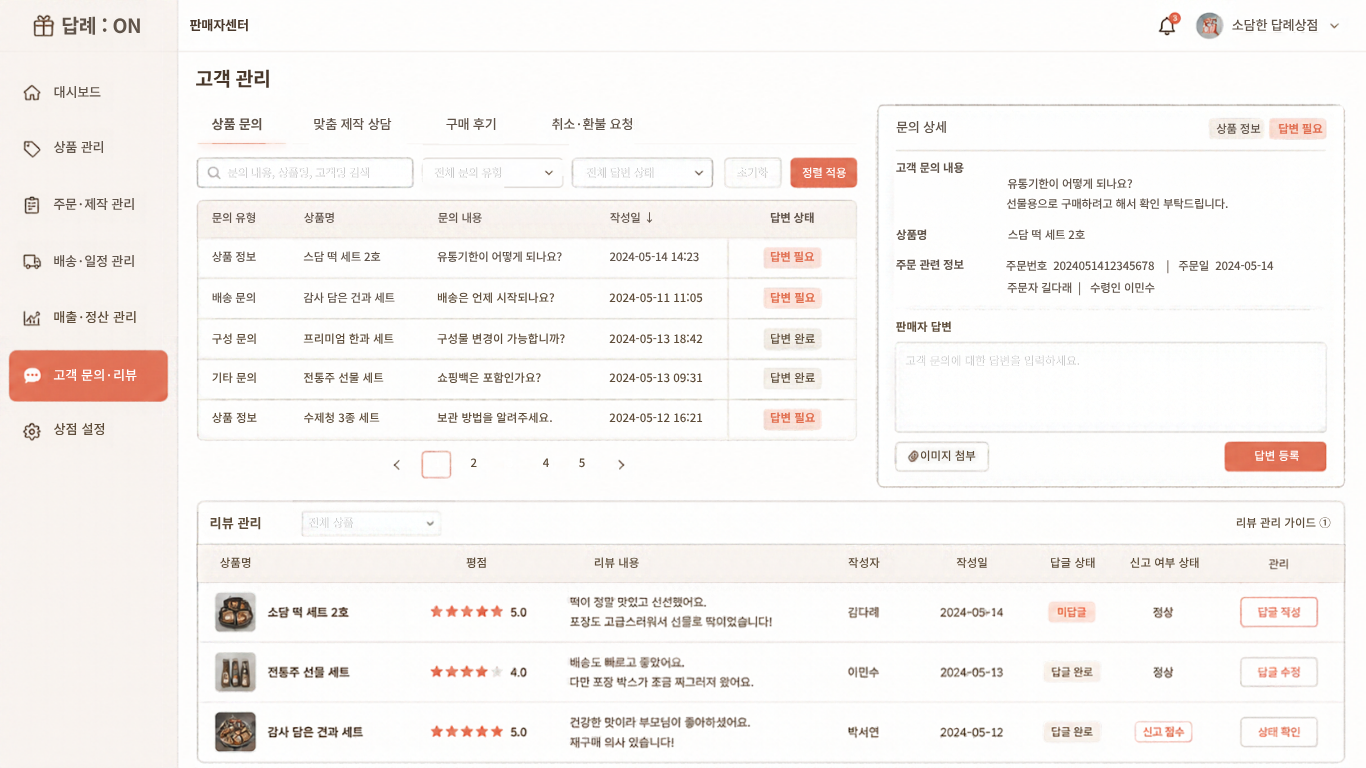 답례 : ON
판매자센터
3
소담한 답례상점
대시보드
상품 관리
주문·제작 관리
배송·일정 관리
매출·정산 관리
고객 문의·리뷰
상점 설정
고객 관리
상품 문의 맞춤 제작 상담 구매 후기 취소·환불 요청
문의 내용, 상품명, 고객명 검색 전체 문의 유형 전체 답변 상태 초기화 정렬 적용
문의 유형 상품명 문의 내용 작성일 ↓ 답변 상태
상품 정보 스담 떡 세트 2호 유통기한이 어떻게 되나요? 2024-05-14 14:23 답변 필요
배송 문의 감사 담은 건과 세트 배송은 언제 시작되나요? 2024-05-11 11:05 답변 필요
구성 문의 프리미엄 한과 세트 구성물 변경이 가능합니까? 2024-05-13 18:42 답변 완료
기타 문의 전통주 선물 세트 쇼핑백은 포함인가요? 2024-05-13 09:31 답변 완료
상품 정보 수제청 3종 세트 보관 방법을 알려주세요. 2024-05-12 16:21 답변 필요
2 4 5
문의 상세 상품 정보 답변 필요
고객 문의 내용
유통기한이 어떻게 되나요?
선물용으로 구매하려고 해서 확인 부탁드립니다.
상품명 스담 떡 세트 2호
주문 관련 정보 주문번호 2024051412345678 | 주문일 2024-05-14
주문자 길다래 | 수령인 이민수
판매자 답변
고객 문의에 대한 답변을 입력하세요.
이미지 첨부 답변 등록
리뷰 관리 전체 상품 리뷰 관리 가이드 ①
상품명 평점 리뷰 내용 작성자 작성일 답글 상태 신고 여부 상태 관리
소담 떡 세트 2호 ★★★★★ 5.0 떡이 정말 맛있고 신선했어요. 김다례 2024-05-14 미답글 정상 답글 작성
포장도 고급스러워서 선물로 딱이었습니다!
전통주 선물 세트 ★★★★★ 4.0 배송도 빠르고 좋았어요. 이민수 2024-05-13 답글 완료 정상 답글 수정
다만 포장 박스가 조금 찌그러져 왔어요.
감사 담은 건과 세트 ★★★★★ 5.0 건강한 맛이라 부모님이 좋아하셨어요. 박서연 2024-05-12 답글 완료 신고 접수 상태 확인
재구매 의사 있습니다!